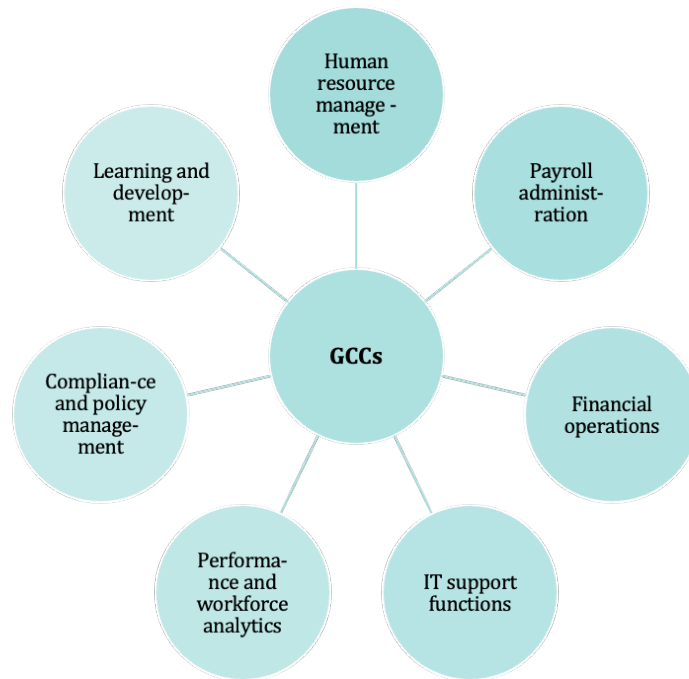 Human
resource
manage -
ment
Payroll
administ-
ration
Financial
operations
IT support
functions
Performa-
nce and
workforce
analytics
Complian-ce
and policy
manage-
ment
Learning and
develop-
ment
GCCs